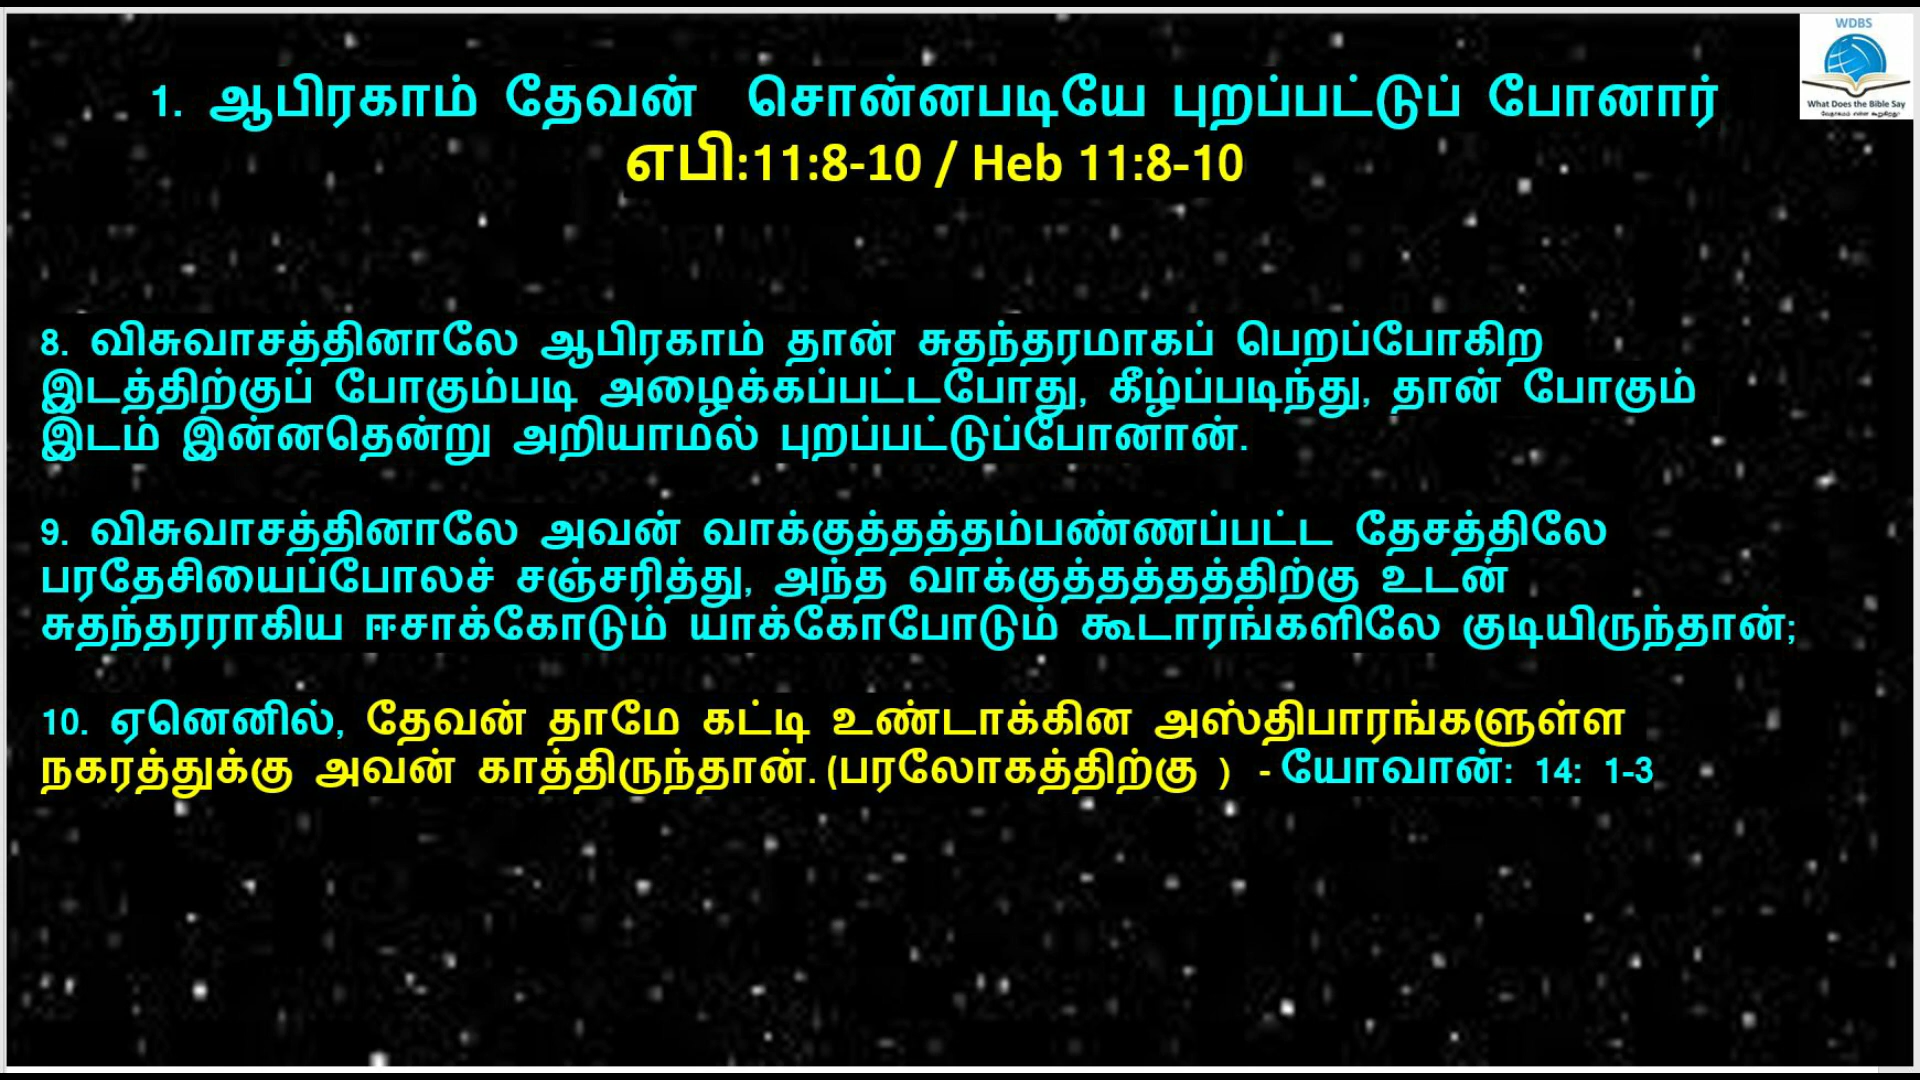 WDBS
What Does the Bible Say
வேதாகமம் என்ன கூறுகிறது?
1. ஆபிரகாம் தேவன் சொன்னபடியே புறப்பட்டுப் போனார்
எபி:11:8-10 / Heb 11:8-10
8. விசுவாசத்தினாலே ஆபிரகாம் தான் சுதந்தரமாகப் பெறப்போகிற
இடத்திற்குப் போகும்படி அழைக்கப்பட்டபோது, கீழ்ப்படிந்து, தான் போகும்
இடம் இன்னதென்று அறியாமல் புறப்பட்டுப்போனான்.
9. விசுவாசத்தினாலே அவன் வாக்குத்தத்தம்பண்ணப்பட்ட தேசத்திலே
பரதேசியைப்போலச் சஞ்சரித்து, அந்த வாக்குத்தத்தத்திற்கு உடன்
சுதந்தரராகிய ஈசாக்கோடும் யாக்கோபோடும் கூடாரங்களிலே குடியிருந்தான்;
10. ஏனெனில், தேவன் தாமே கட்டி உண்டாக்கின அஸ்திபாரங்களுள்ள
நகரத்துக்கு அவன் காத்திருந்தான். (பரலோகத்திற்கு ) - யோவான்: 14: 1-3